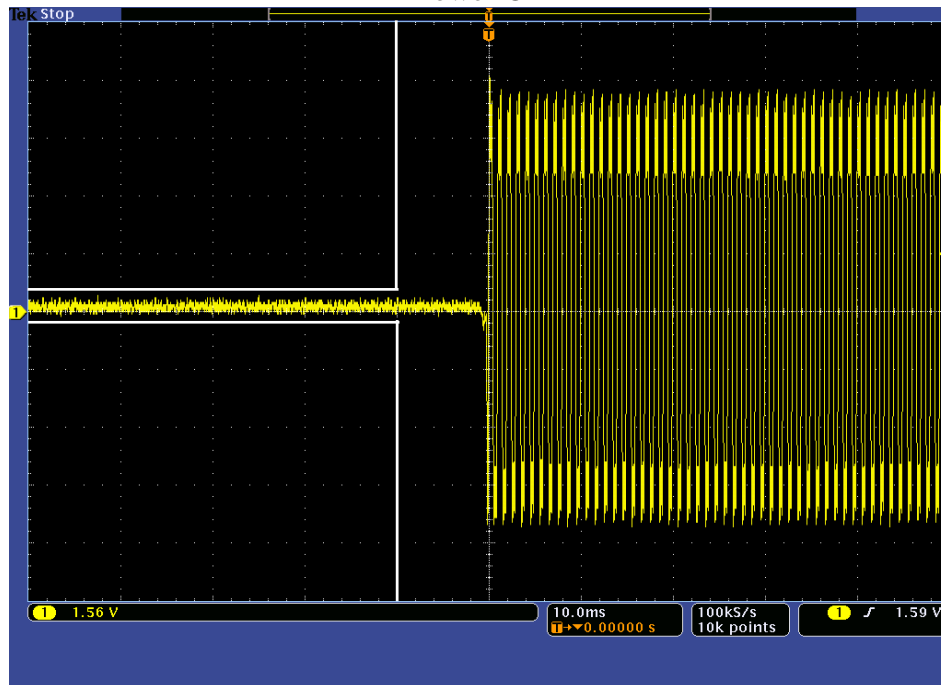 Tek Stop
T
T
1
1 1.56 V
10.0ms
T→▼0.00000 s
100kS/s
10k points
1 ƒ 1.59 V